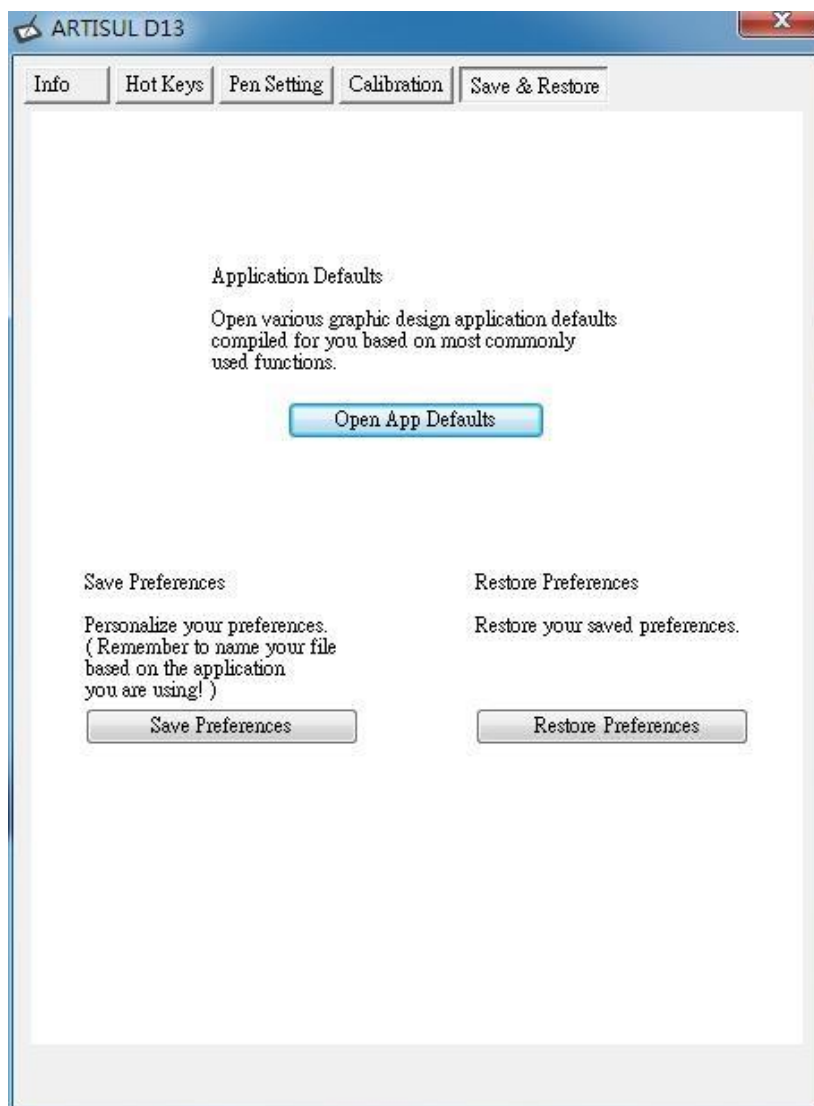 ARTISUL D13
Info
Hot Keys
Pen Setting
Calibration
Save & Restore
Application Defaults
Open various graphic design application defaults
compiled for you based on most commonly
used functions.
Open App Defaults
Save Preferences
Personalize your preferences.
( Remember to name your file
based on the application
you are using! )
Save Preferences
Restore Preferences
Restore your saved preferences.
Restore Preferences